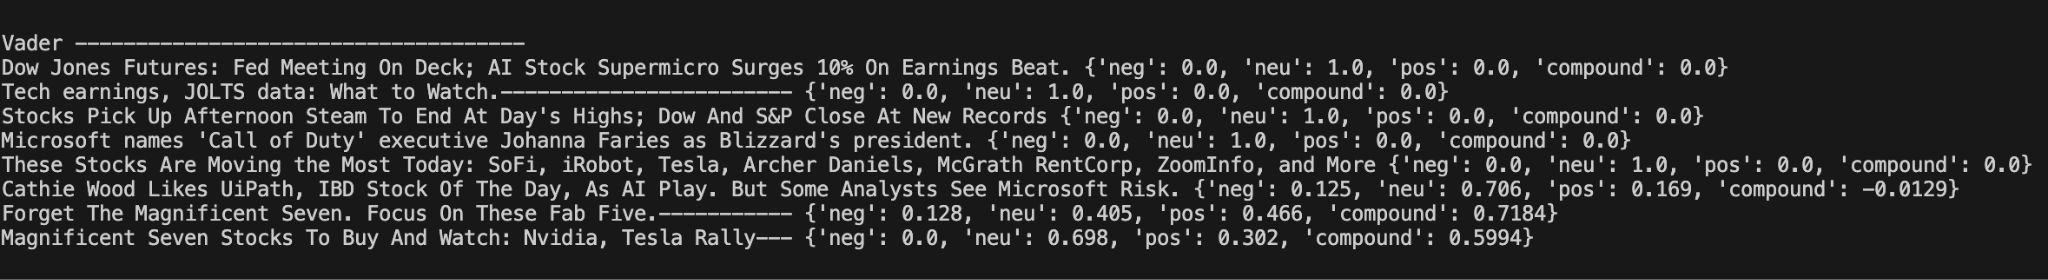 Vader -------------------------------------
Dow Jones Futures: Fed Meeting On Deck; AI Stock Supermicro Surges 10% On Earnings Beat. {'neg': 0.0, 'neu': 1.0, 'pos': 0.0, 'compound': 0.0}
Tech earnings, JOLTS data: What to Watch.------------------------ {'neg': 0.0, 'neu': 1.0, 'pos': 0.0, 'compound': 0.0}
Stocks Pick Up Afternoon Steam To End At Day's Highs; Dow And S&P Close At New Records {'neg': 0.0, 'neu': 1.0, 'pos': 0.0, 'compound': 0.0}
Microsoft names 'Call of Duty' executive Johanna Faries as Blizzard's president. {'neg': 0.0, 'neu': 1.0, 'pos': 0.0, 'compound': 0.0}
These Stocks Are Moving the Most Today: SoFi, iRobot, Tesla, Archer Daniels, McGrath RentCorp, ZoomInfo, and More {'neg': 0.0, 'neu': 1.0, 'pos': 0.0, 'compound': 0.0}
Cathie Wood Likes UiPath, IBD Stock Of The Day, As AI Play. But Some Analysts See Microsoft Risk. {'neg': 0.125, 'neu': 0.706, 'pos': 0.169, 'compound': -0.0129}
Forget The Magnificent Seven. Focus On These Fab Five.----------- {'neg': 0.128, 'neu': 0.405, 'pos': 0.466, 'compound': 0.7184}
Magnificent Seven Stocks To Buy And Watch: Nvidia, Tesla Rally--- {'neg': 0.0, 'neu': 0.698, 'pos': 0.302, 'compound': 0.5994}